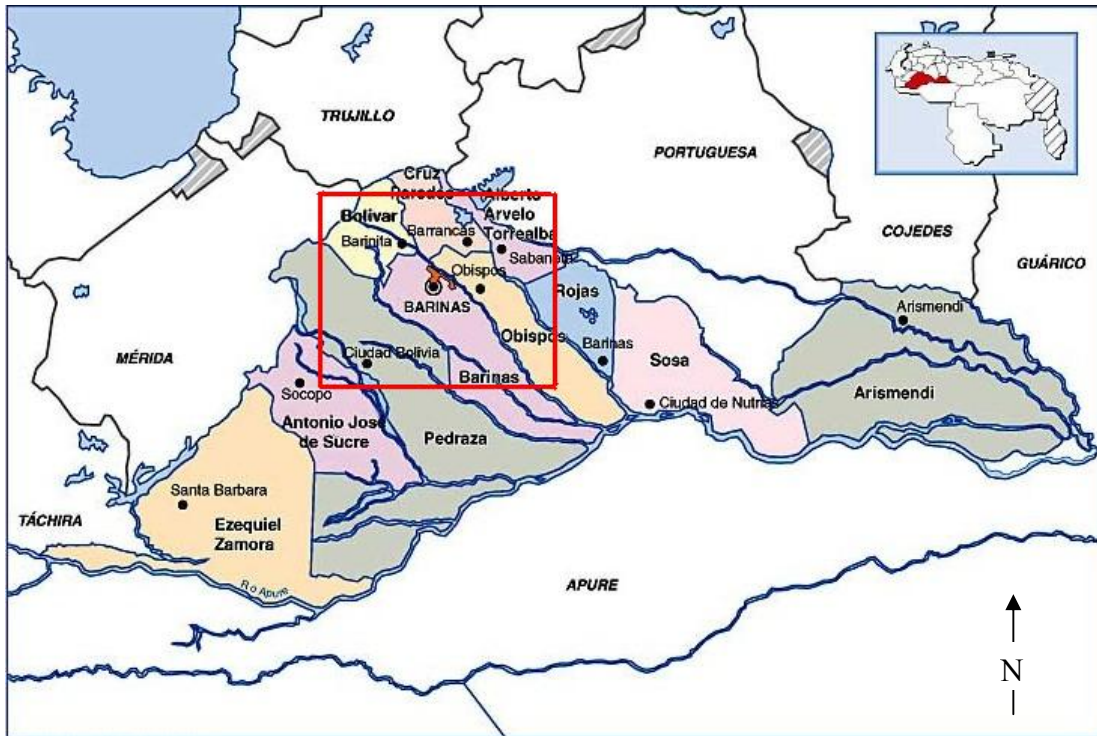 TRUJILLO
PORTUGUESA
COJEDES
GUÁRICO
MÉRIDA
TÁCHIRA
APURE
Cruz
Paredes
Alberto
Arvelo
Torrealba
Bolivar
Barrancas
Barinita
Sabaneta
Obispos
BARINAS
Rojas
Arismendi
Obispos
Barinas
Sosa
Ciudad Bolivia
Barinas
Arismendi
Socopo
Ciudad de Nutrias
Antonio José
de Sucre
Pedraza
Santa Barbara
Ezequiel
Zamora
R o Apure
N